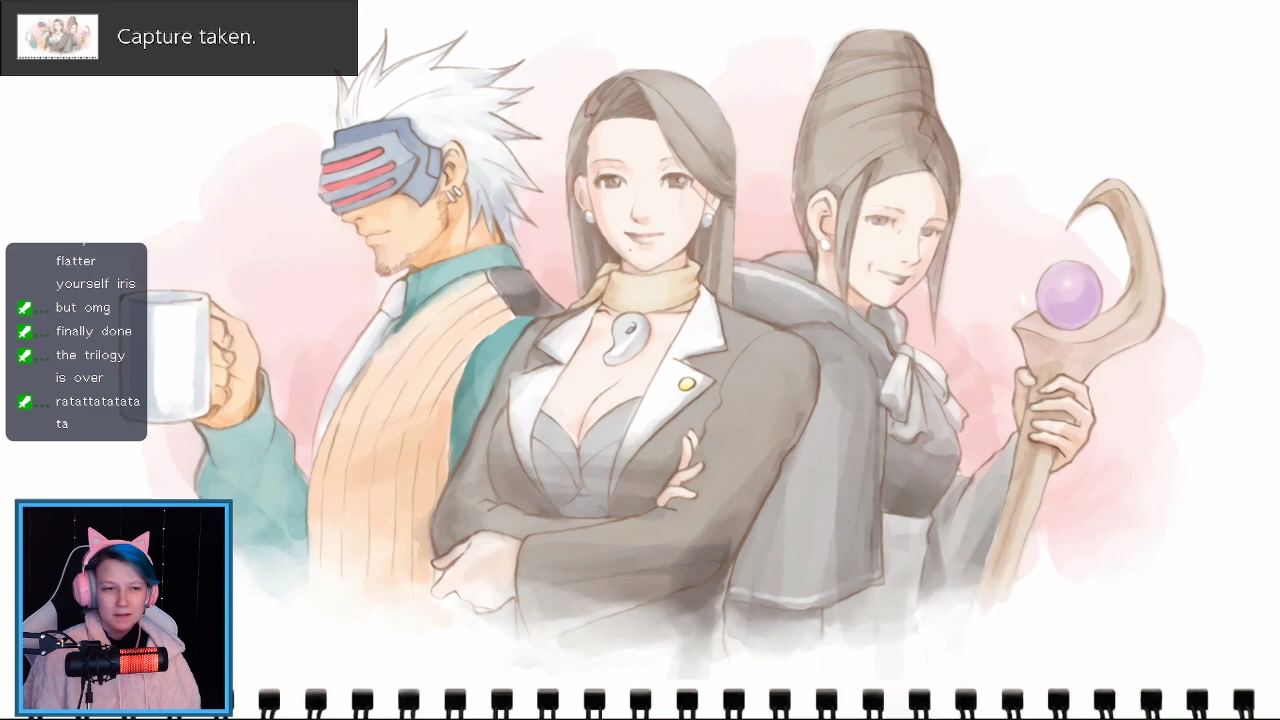 Capture taken.
flatter
yourself iris
... but omg
... finally done
... the trilogy
is over
... ratattatatata
ta